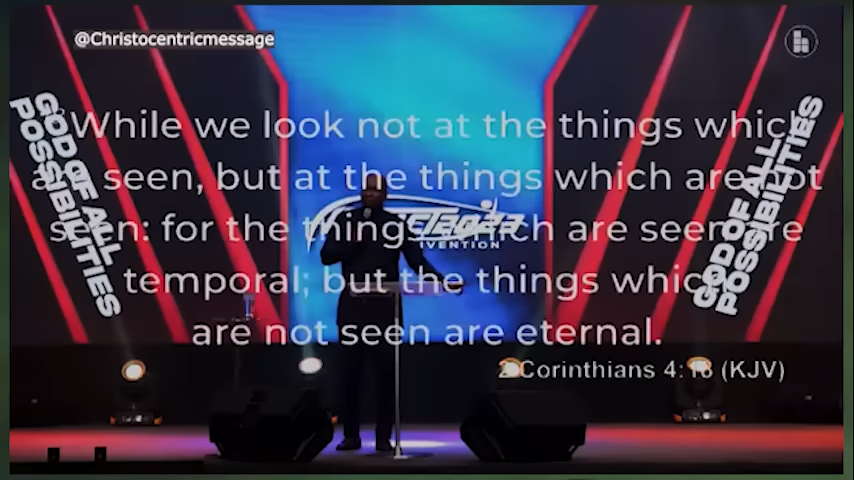 @Christocentricmessage
"While we look not at the things which
are seen, but at the things which are not
seen: for the things which are seen are
temporal; but the things which
are not seen are eternal.
2 Corinthians 4:18 (KJV)
GOD OF ALL
POSSIBILITIES
GOD OF ALL
POSSIBILITIES